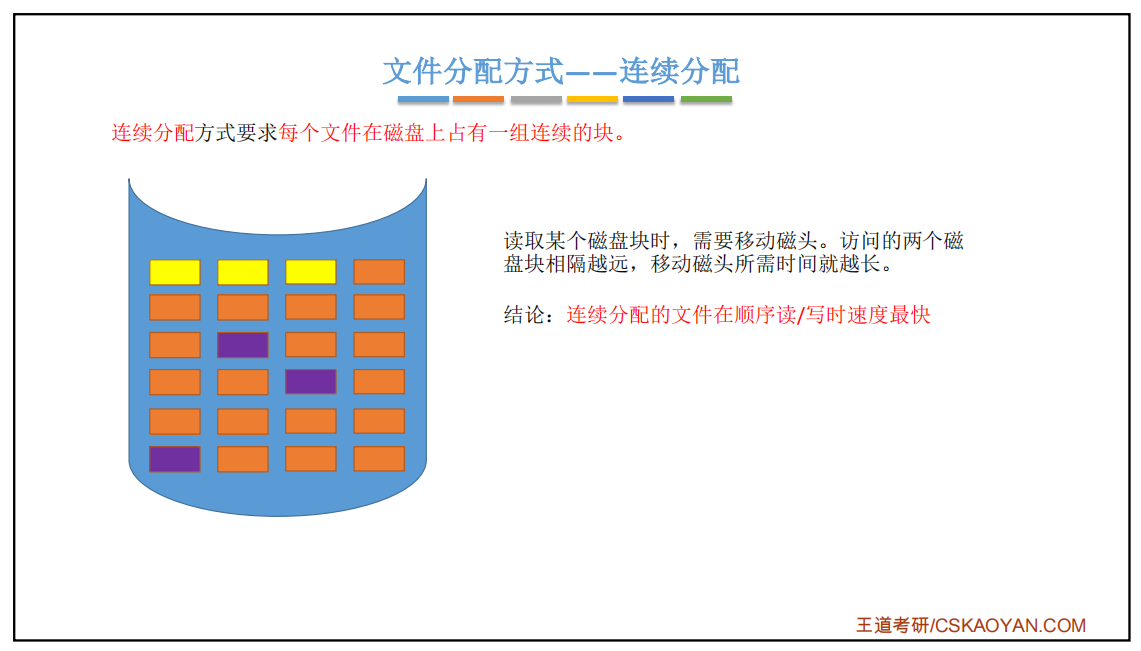 文件分配方式——连续分配
连续分配方式要求每个文件在磁盘上占有一组连续的块。
读取某个磁盘块时，需要移动磁头。访问的两个磁
盘块相隔越远，移动磁头所需时间就越长。
结论：连续分配的文件在顺序读/写时速度最快
王道考研/CSKAOYAN.COM